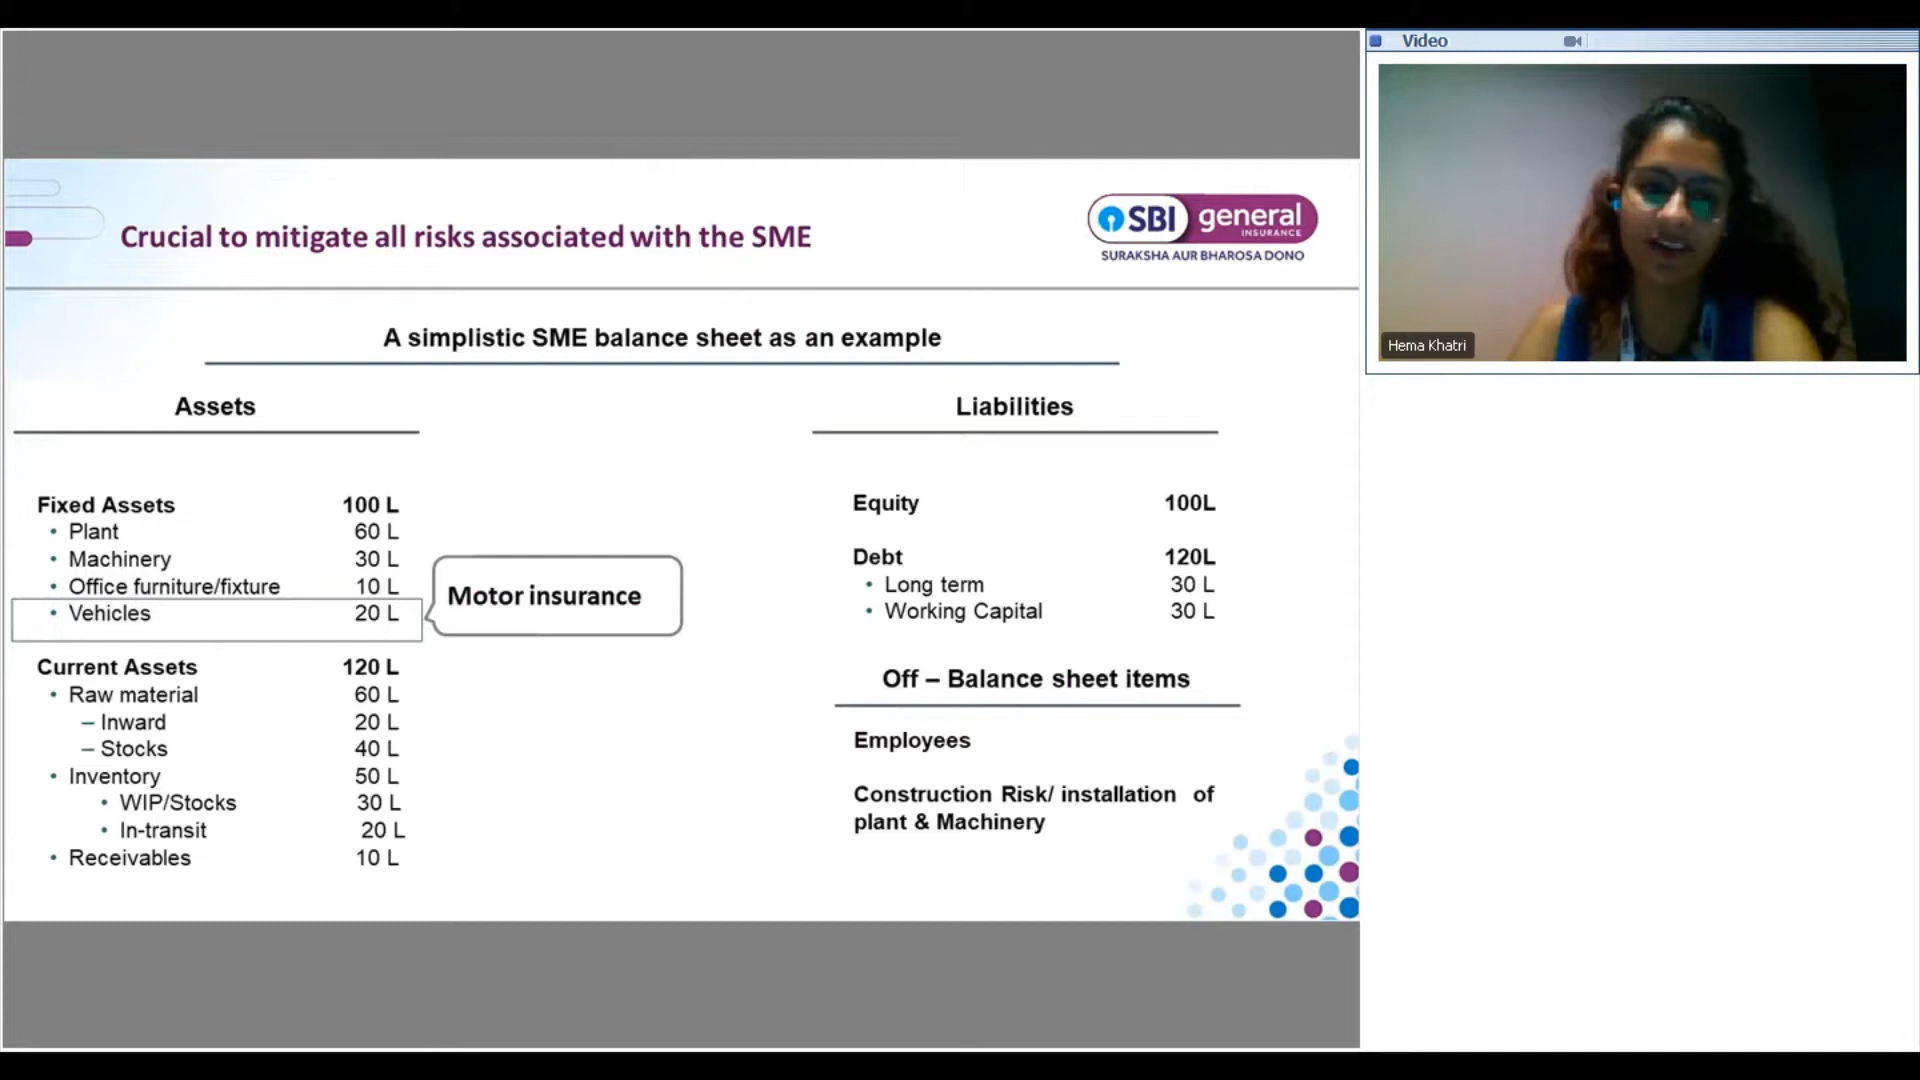 Video
Crucial to mitigate all risks associated with the SME
SBI general
INSURANCE
SURAKSHA AUR BHAROSA DONO
A simplistic SME balance sheet as an example
Assets
Fixed Assets 100 L
• Plant 60 L
• Machinery 30 L
• Office furniture/fixture 10 L
• Vehicles 20 L
Motor insurance
Current Assets 120 L
• Raw material 60 L
– Inward 20 L
– Stocks 40 L
• Inventory 50 L
• WIP/Stocks 30 L
• In-transit 20 L
• Receivables 10 L
Liabilities
Equity 100L
Debt 120L
• Long term 30 L
• Working Capital 30 L
Off – Balance sheet items
Employees
Construction Risk/ installation of
plant & Machinery
Hema Khatri